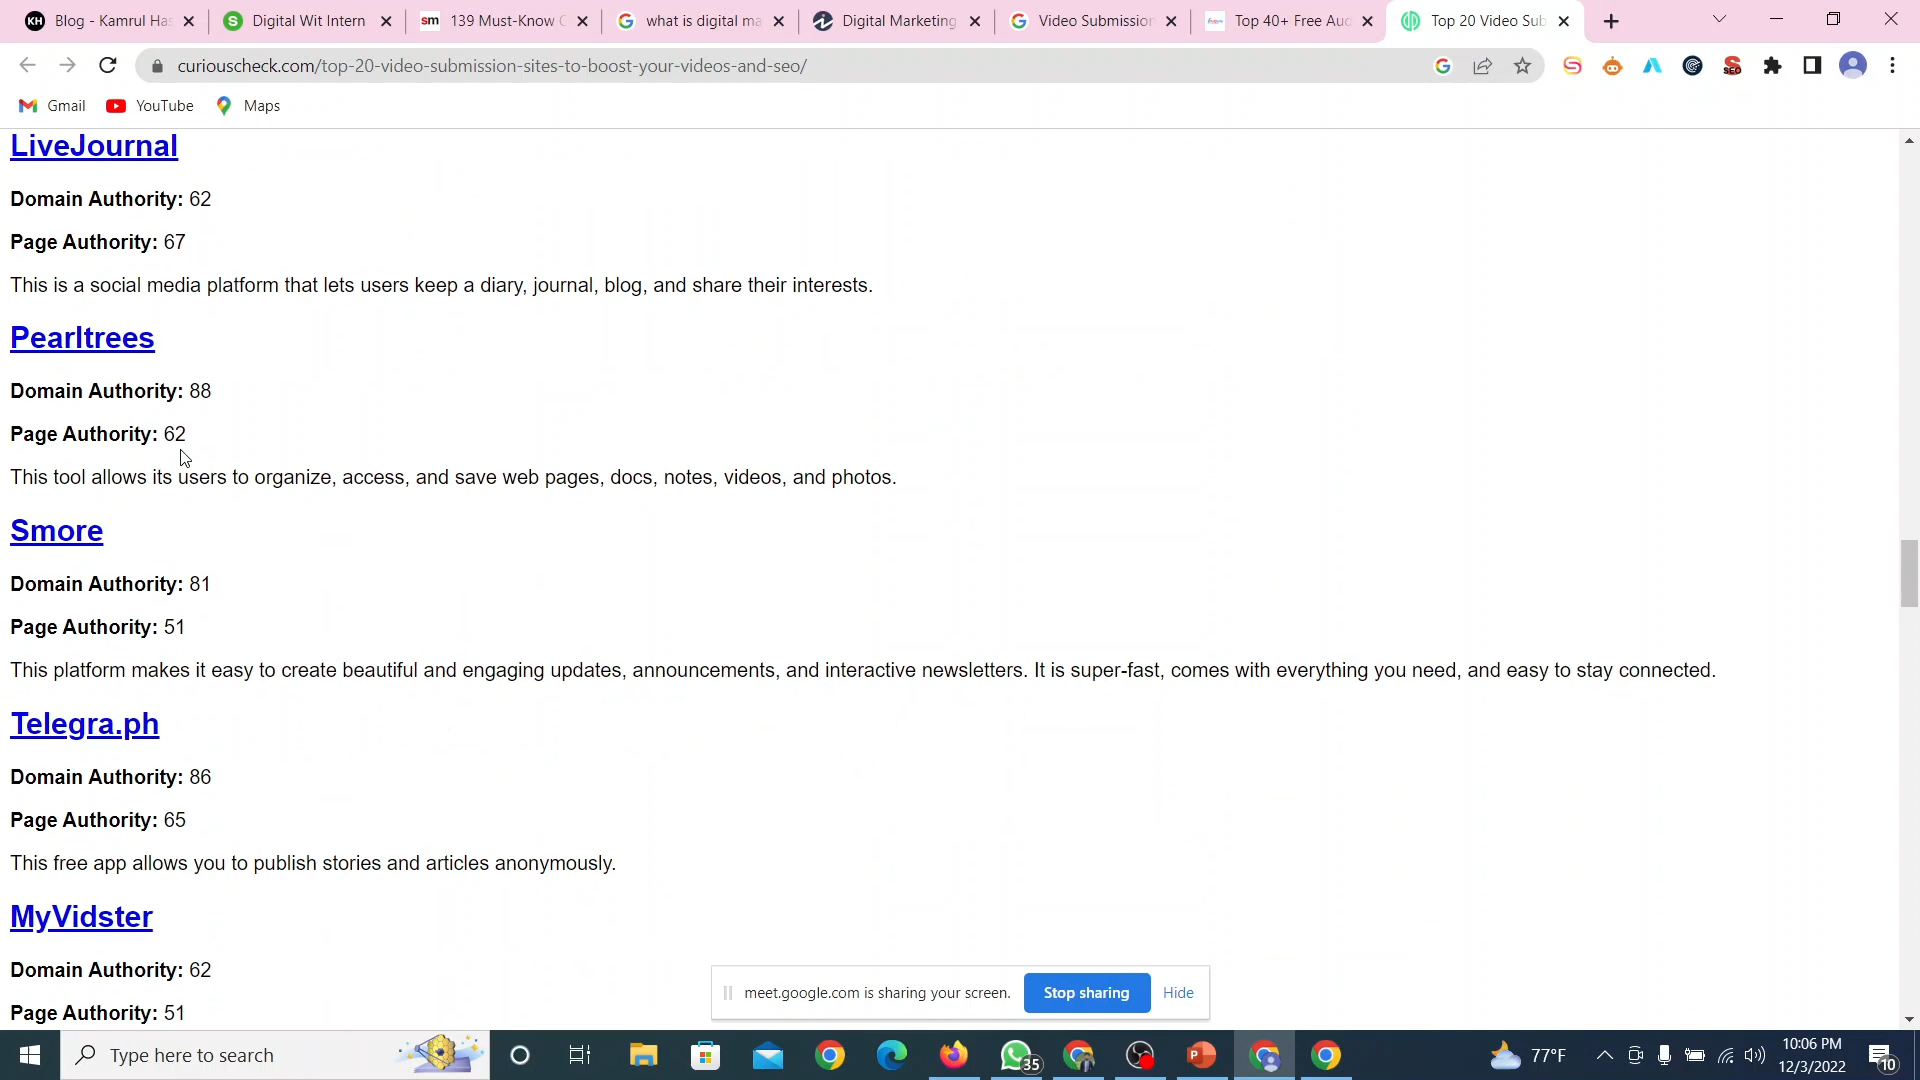 Blog - Kamrul Has
Digital Wit Intern
139 Must-Know
what is digital ma
Digital Marketing
Video Submission
Top 40+ Free Aud
Top 20 Video Sub
curiouscheck.com/top-20-video-submission-sites-to-boost-your-videos-and-seo/
Gmail
YouTube
Maps
LiveJournal
Domain Authority: 62
Page Authority: 67
This is a social media platform that lets users keep a diary, journal, blog, and share their interests.
Pearltrees
Domain Authority: 88
Page Authority: 62
This tool allows its users to organize, access, and save web pages, docs, notes, videos, and photos.
Smore
Domain Authority: 81
Page Authority: 51
This platform makes it easy to create beautiful and engaging updates, announcements, and interactive newsletters. It is super-fast, comes with everything you need, and easy to stay connected.
Telegra.ph
Domain Authority: 86
Page Authority: 65
This free app allows you to publish stories and articles anonymously.
MyVidster
Domain Authority: 62
Page Authority: 51
meet.google.com is sharing your screen.
Stop sharing
Hide
Type here to search
35
77°F
10:06 PM
12/3/2022
10